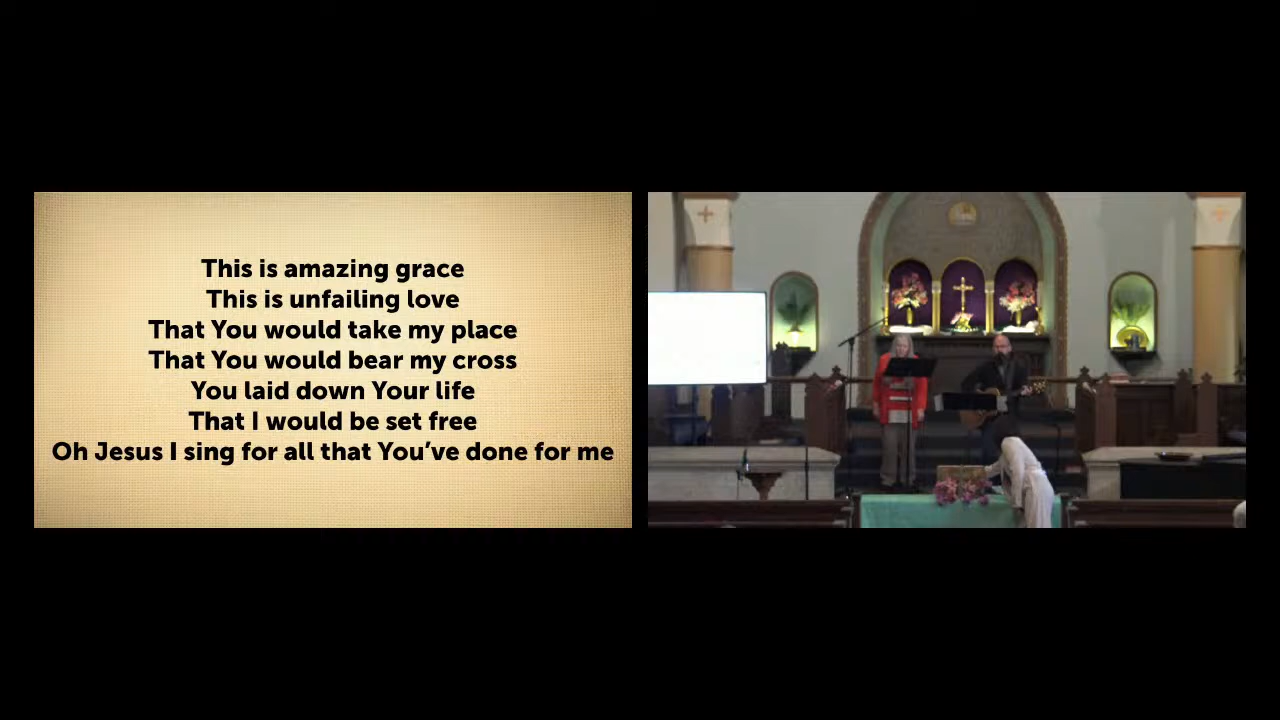 This is amazing grace
This is unfailing love
That You would take my place
That You would bear my cross
You laid down Your life
That I would be set free
Oh Jesus I sing for all that You’ve done for me